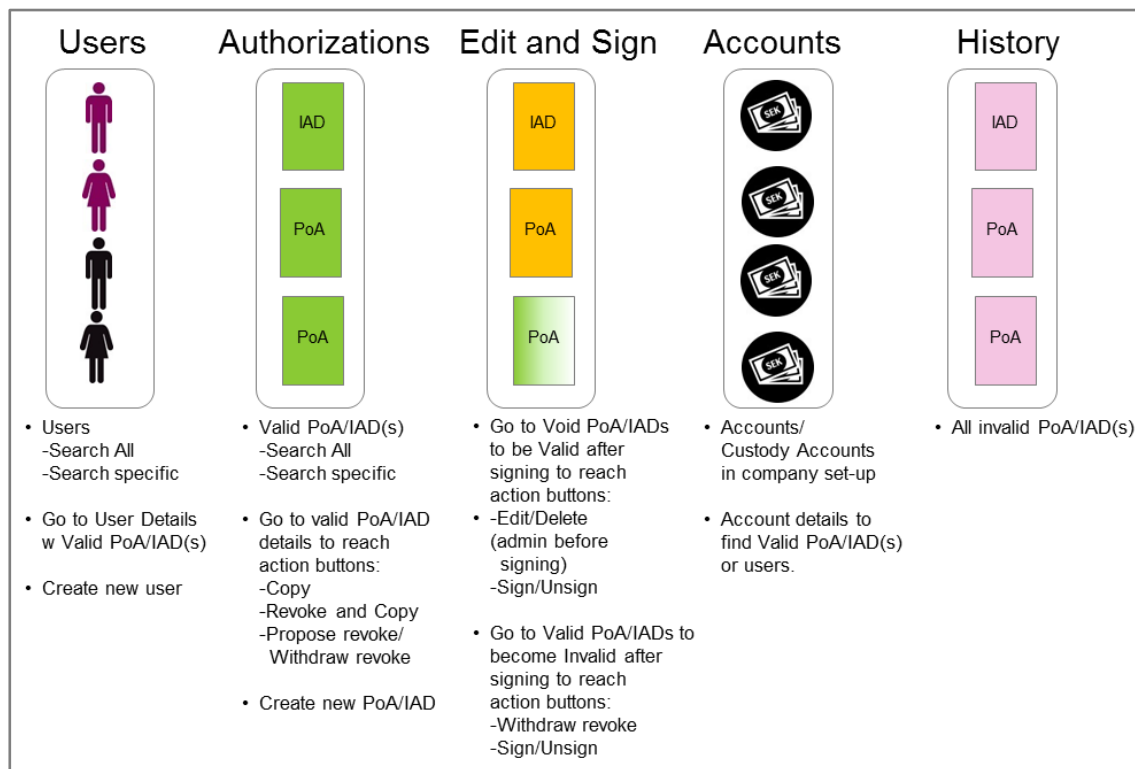 Users
Authorizations
Edit and Sign
Accounts
History
IAD
PoA
PoA
IAD
PoA
PoA
SEK
SEK
SEK
SEK
IAD
PoA
PoA
• Users
-Search All
-Search specific
• Go to User Details
w Valid PoA/IAD(s)
• Create new user
• Valid PoA/IAD(s)
-Search All
-Search specific
• Go to valid PoA/IAD
details to reach
action buttons:
-Copy
-Revoke and Copy
-Propose revoke/
Withdraw revoke
• Create new PoA/IAD
• Go to Void PoA/IADs
to be Valid after
signing to reach
action buttons:
• -Edit/Delete
(admin before
signing)
-Sign/Unsign
• Go to Valid PoA/IADs to
become Invalid after
signing to reach
action buttons:
-Withdraw revoke
-Sign/Unsign
• Accounts/
Custody Accounts
in company set-up
• Account details to
find Valid PoA/IAD(s)
or users.
• All invalid PoA/IAD(s)